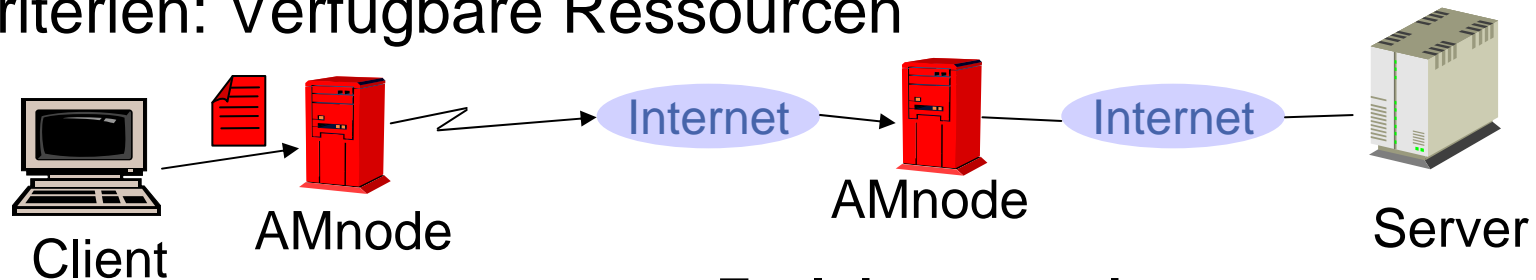 riterien: Verfügbare Ressourcen
Internet
Internet
AMnode
AMnode
Server
Client